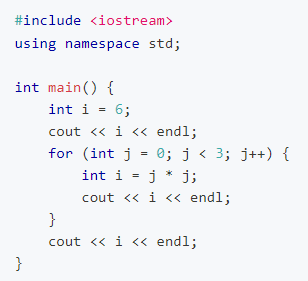 #include <iostream>
using namespace std;

int main() {
    int i = 6;
    cout << i << endl;
    for (int j = 0; j < 3; j++) {
        int i = j * j;
        cout << i << endl;
    }
    cout << i << endl;
}